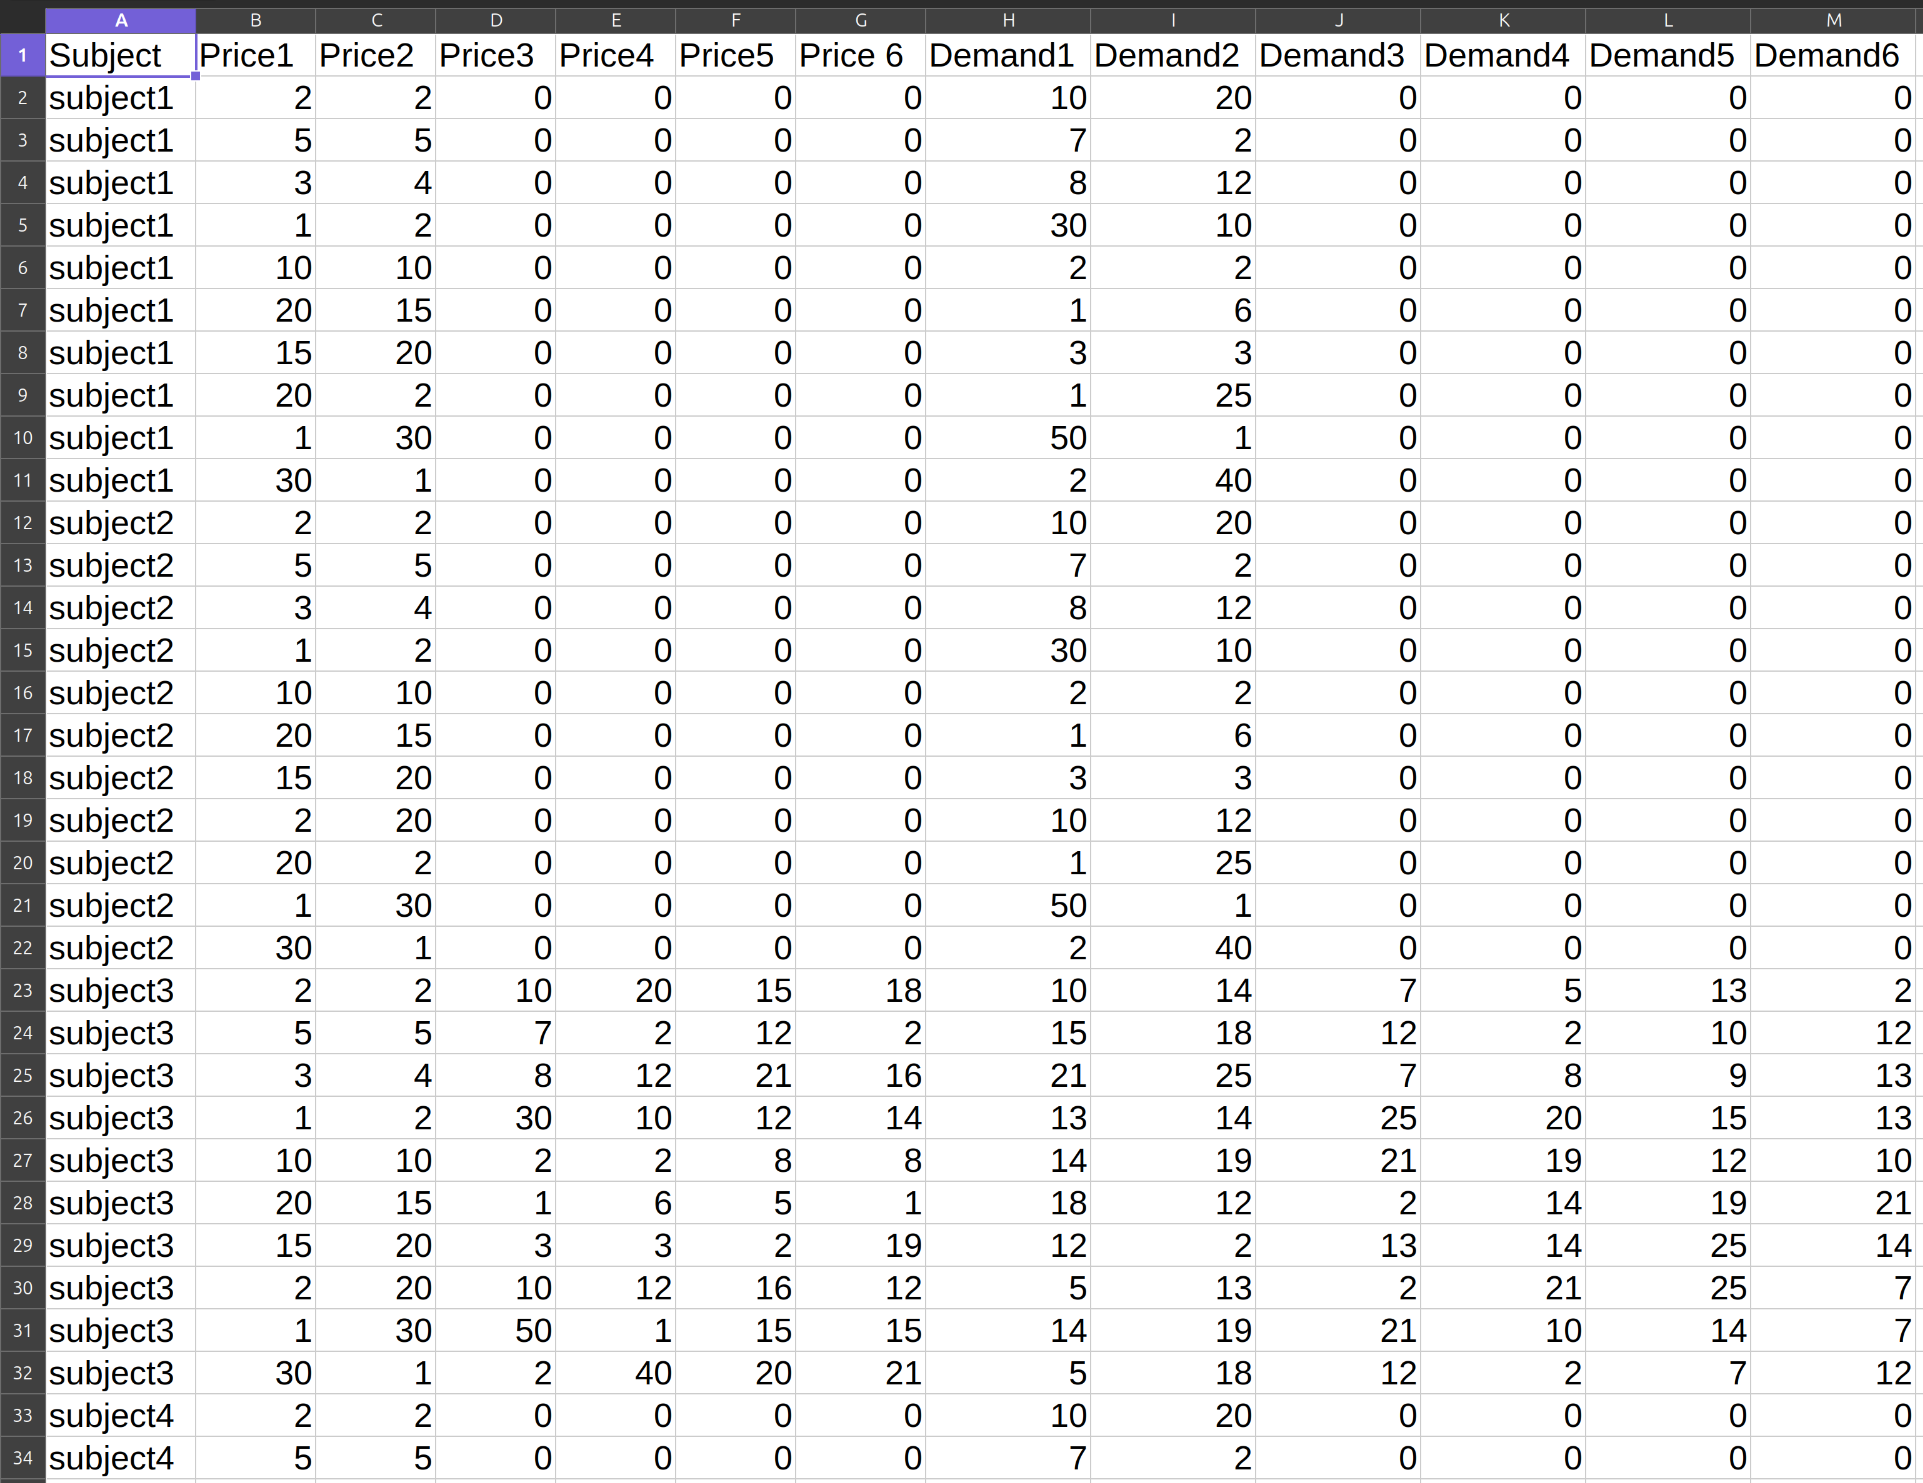 A B C D E F G H I J K L M
1 Subject Price1 Price2 Price3 Price4 Price5 Price 6 Demand1 Demand2 Demand3 Demand4 Demand5 Demand6
2 subject1 2 2 0 0 0 0 10 20 0 0 0 0
3 subject1 5 5 0 0 0 0 7 2 0 0 0 0
4 subject1 3 4 0 0 0 0 8 12 0 0 0 0
5 subject1 1 2 0 0 0 0 30 10 0 0 0 0
6 subject1 10 10 0 0 0 0 2 2 0 0 0 0
7 subject1 20 15 0 0 0 0 1 6 0 0 0 0
8 subject1 15 20 0 0 0 0 3 3 0 0 0 0
9 subject1 20 2 0 0 0 0 1 25 0 0 0 0
10 subject1 1 30 0 0 0 0 50 1 0 0 0 0
11 subject1 30 1 0 0 0 0 2 40 0 0 0 0
12 subject2 2 2 0 0 0 0 10 20 0 0 0 0
13 subject2 5 5 0 0 0 0 7 2 0 0 0 0
14 subject2 3 4 0 0 0 0 8 12 0 0 0 0
15 subject2 1 2 0 0 0 0 30 10 0 0 0 0
16 subject2 10 10 0 0 0 0 2 2 0 0 0 0
17 subject2 20 15 0 0 0 0 1 6 0 0 0 0
18 subject2 15 20 0 0 0 0 3 3 0 0 0 0
19 subject2 2 20 0 0 0 0 10 12 0 0 0 0
20 subject2 20 2 0 0 0 0 1 25 0 0 0 0
21 subject2 1 30 0 0 0 0 50 1 0 0 0 0
22 subject2 30 1 0 0 0 0 2 40 0 0 0 0
23 subject3 2 2 10 20 15 18 10 14 7 5 13 2
24 subject3 5 5 7 2 12 2 15 18 12 2 10 12
25 subject3 3 4 8 12 21 16 21 25 7 8 9 13
26 subject3 1 2 30 10 12 14 13 14 25 20 15 13
27 subject3 10 10 2 2 8 8 14 19 21 19 12 10
28 subject3 20 15 1 6 5 1 18 12 2 14 19 21
29 subject3 15 20 3 3 2 19 12 2 13 14 25 14
30 subject3 2 20 10 12 16 12 5 13 2 21 25 7
31 subject3 1 30 50 1 15 15 14 19 21 10 14 7
32 subject3 30 1 2 40 20 21 5 18 12 2 7 12
33 subject4 2 2 0 0 0 0 10 20 0 0 0 0
34 subject4 5 5 0 0 0 0 7 2 0 0 0 0